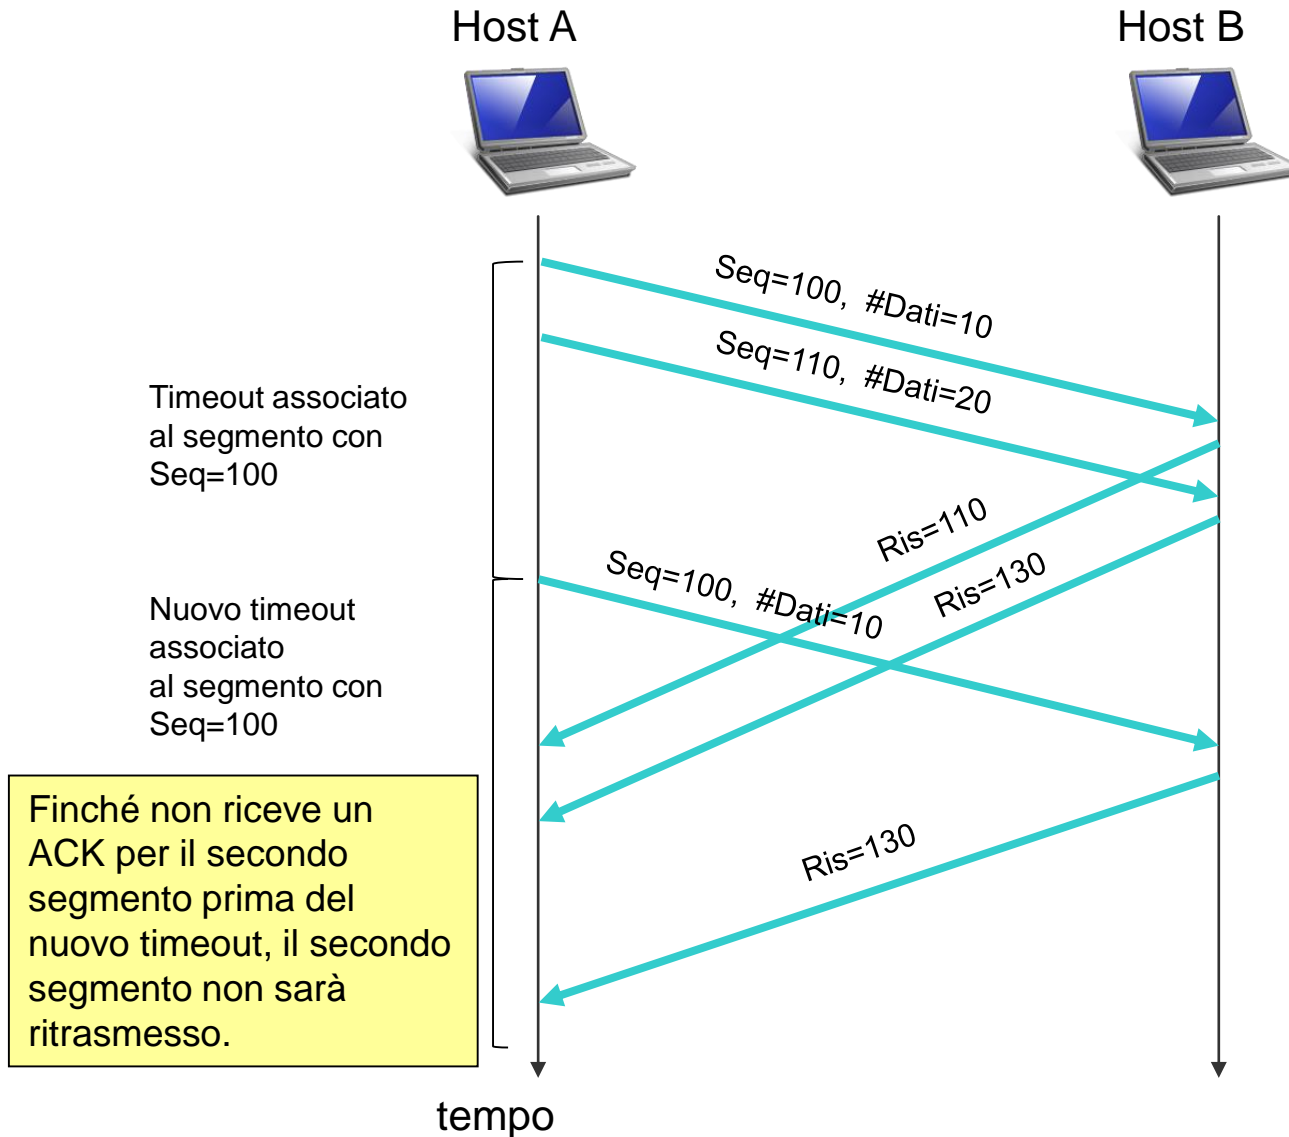 Host A
Host B
Seq=100, #Dati=10
Seq=110, #Dati=20
Timeout associato
al segmento con
Seq=100
Ris=110
Ris=130
Seq=100, #Dati=10
Nuovo timeout
associato
al segmento con
Seq=100
Finché non riceve un
ACK per il secondo
segmento prima del
nuovo timeout, il secondo
segmento non sarà
ritrasmesso.
Ris=130
tempo